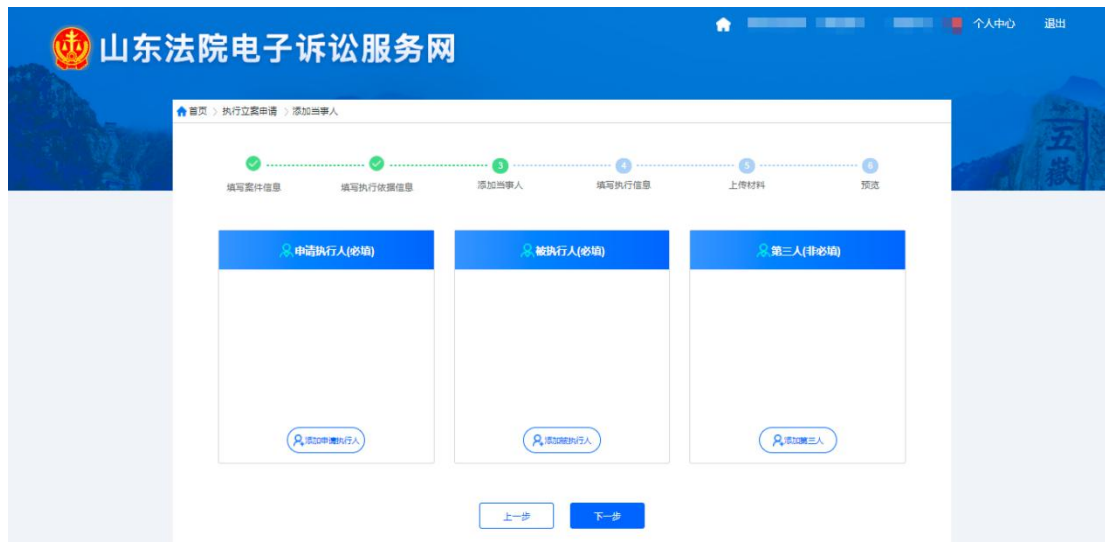 个人中心 退出
山东法院电子诉讼服务网
首页 > 执行立案申请 > 添加当事人
3 4 5 6
填写案件信息 填写执行依据信息 添加当事人 填写执行信息 上传材料 预览
申请执行人(必填) 被执行人(必填) 第三人(非必填)
添加申请执行人 添加被执行人 添加第三人
上一步 下一步
五嶽